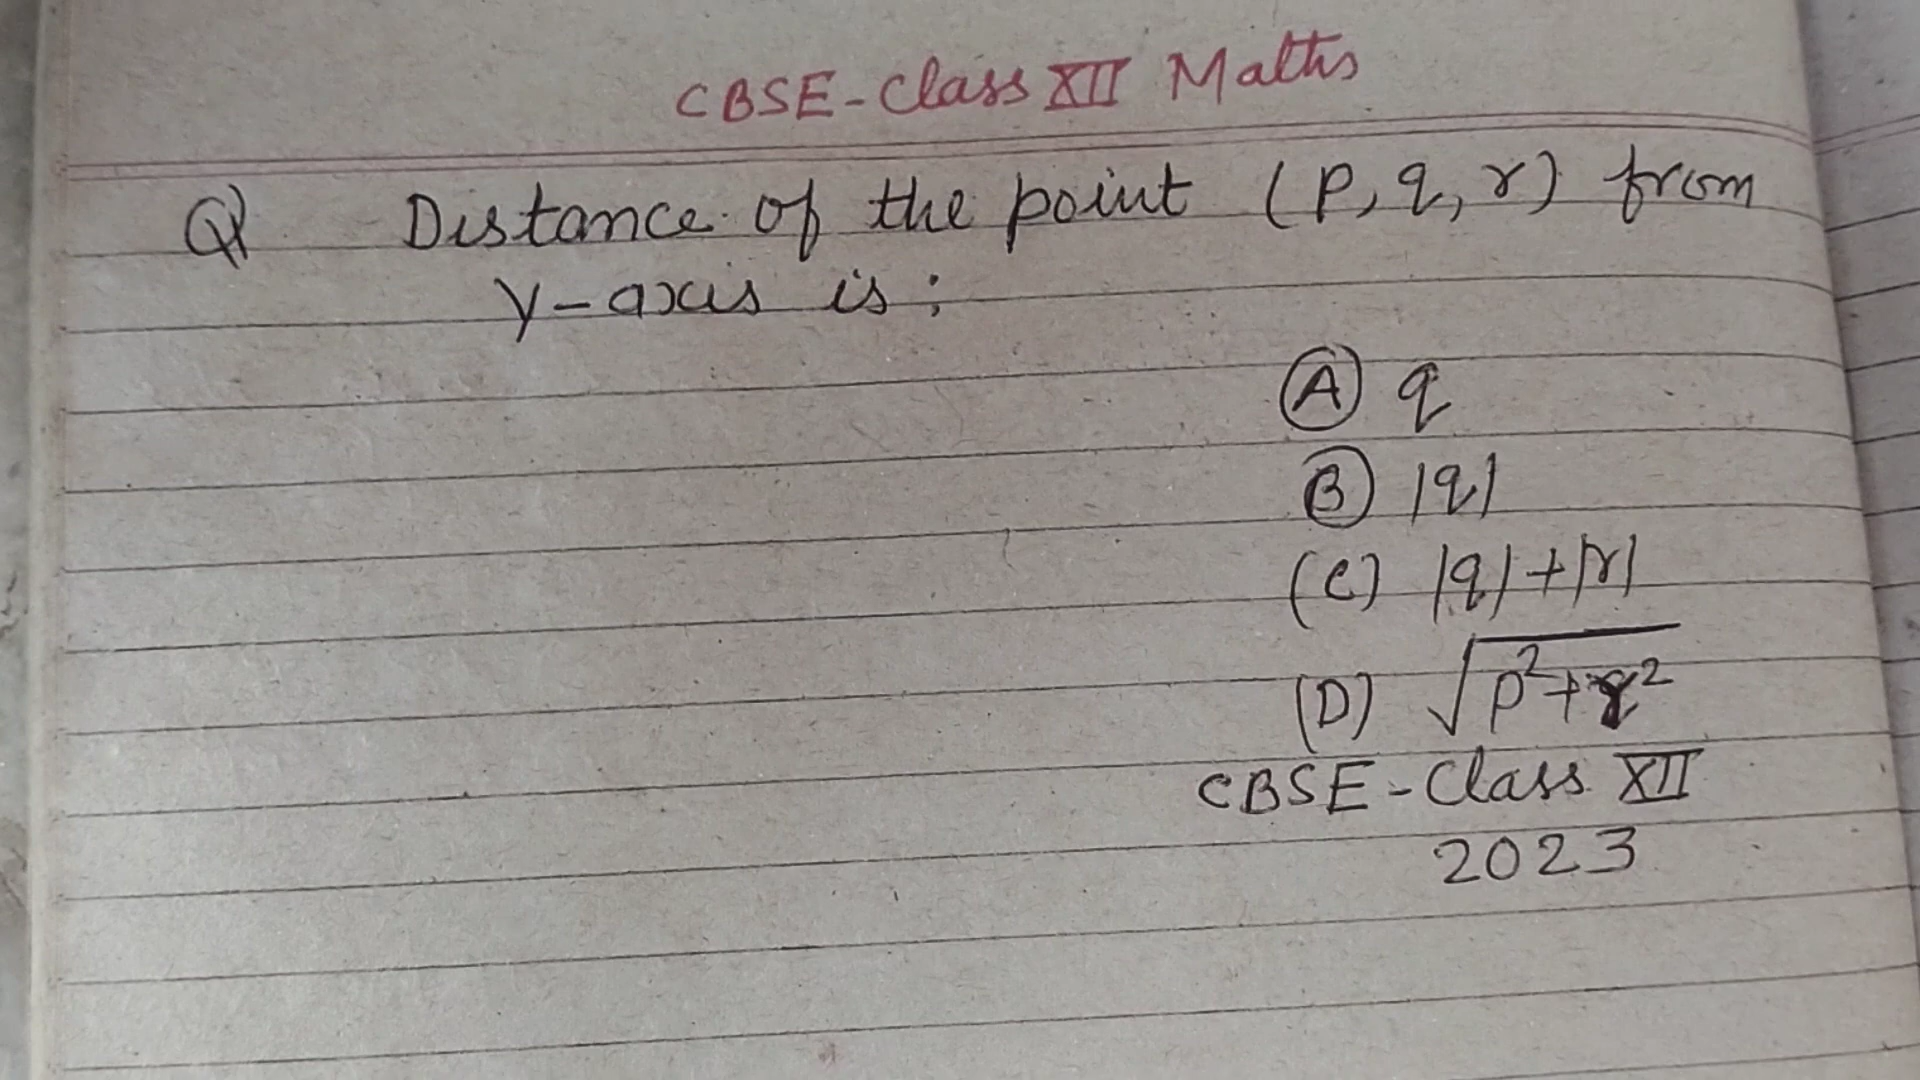 CBSE-Class XII Maths
Q Distance of the point (P, q, r) from
y-axis is;
(A) q
(B) |q|
(C) |q|+|r|
(D) √p²+r²
CBSE-Class XII
2023